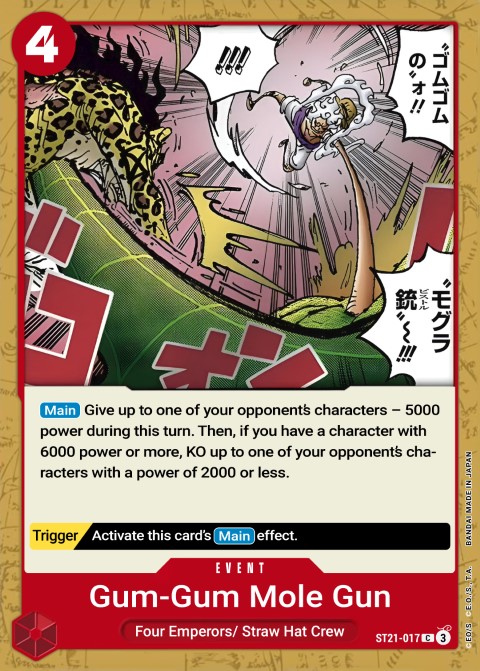 4
!!!
〝ゴムゴム
の〝ォ!!
〝モグラ
銃ピストル〜!!!
ドゴォン
Main Give up to one of your opponent's characters – 5000
power during this turn. Then, if you have a character with
6000 power or more, KO up to one of your opponent's cha-
racters with a power of 2000 or less.
Trigger Activate this card's Main effect.
EVENT
Gum-Gum Mole Gun
Four Emperors/ Straw Hat Crew
ST21-017 C 3
©E.O./S. ©E.O./S., T.A. BANDAI MADE IN JAPAN